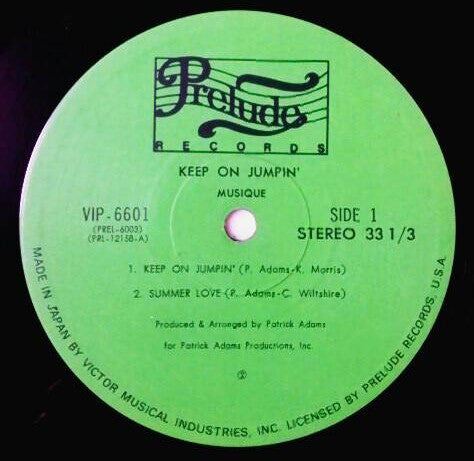 Prelude
RECORDS
KEEP ON JUMPIN'
MUSIQUE
VIP-6601
(PREL-6003)
(PRL-12158-A)
SIDE 1
STEREO 33 1/3
1. KEEP ON JUMPIN' (P. Adams-K. Morris)
2. SUMMER LOVE (P. Adams-C. Wiltshire)
Produced & Arranged by Patrick Adams
for Patrick Adams Productions, Inc.
Ⓟ
MADE IN JAPAN BY VICTOR MUSICAL INDUSTRIES, INC. LICENSED BY PRELUDE RECORDS, U.S.A.